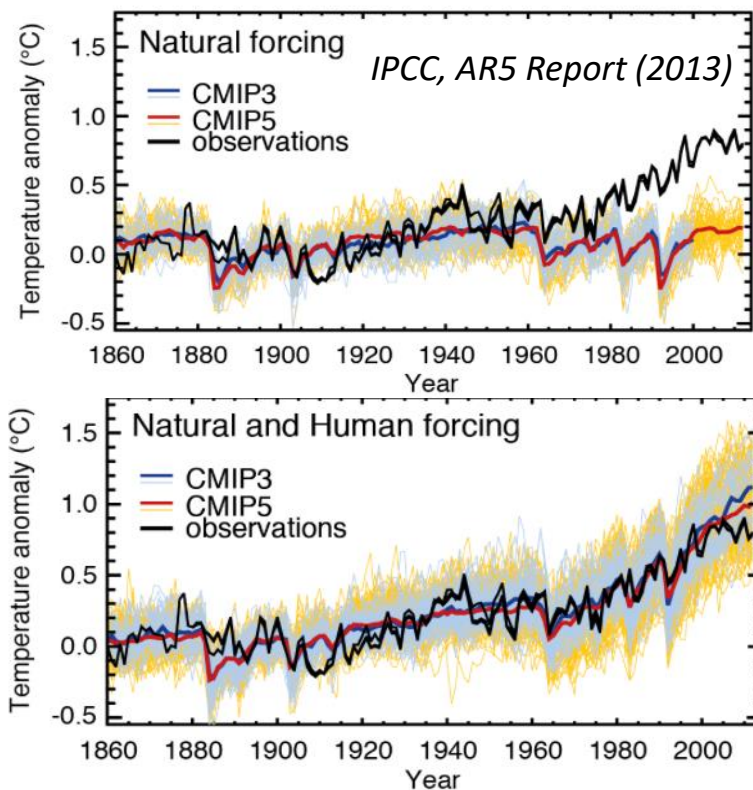 Natural forcing
IPCC, AR5 Report (2013)
CMIP3
CMIP5
observations
Temperature anomaly (°C)
1.5
1.0
0.5
0.0
-0.5
1860 1880 1900 1920 1940 1960 1980 2000
Year
Natural and Human forcing
CMIP3
CMIP5
observations
Temperature anomaly (°C)
1.5
1.0
0.5
0.0
-0.5
1860 1880 1900 1920 1940 1960 1980 2000
Year